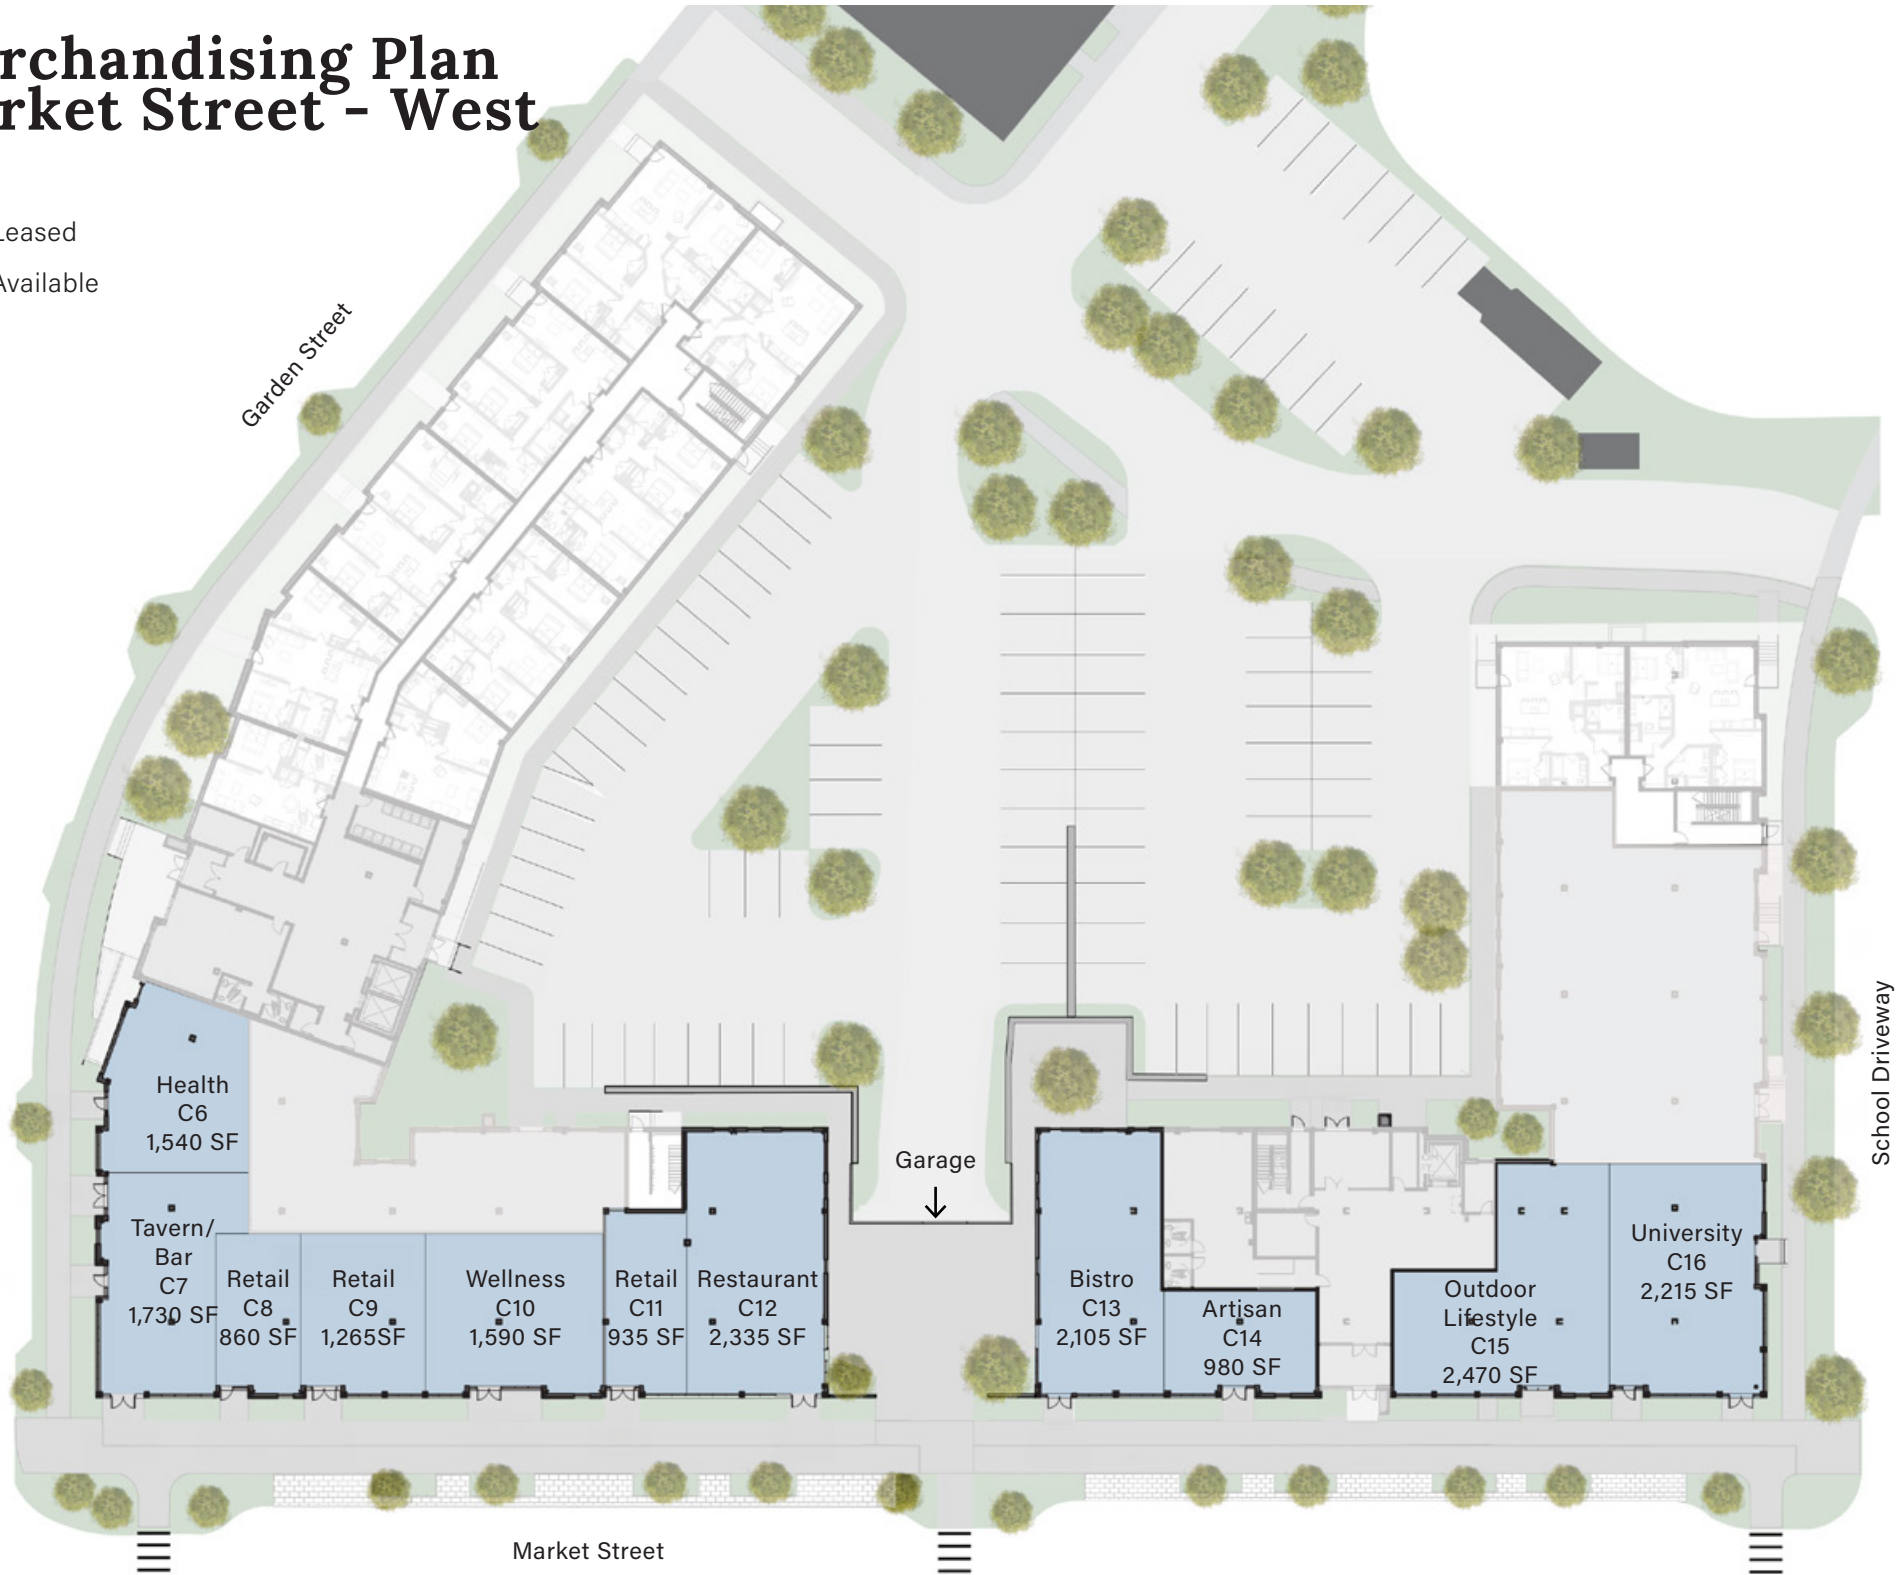 rchandising Plan
rket Street - West
Leased
Available
Garden Street
Health
C6
1,540 SF
Tavern/
Bar
C7
1,730 SF
Retail
C8
860 SF
Retail
C9
1,265SF
Wellness
C10
1,590 SF
Retail
C11
935 SF
Restaurant
C12
2,335 SF
Garage
Bistro
C13
2,105 SF
Artisan
C14
980 SF
Outdoor
Lifestyle
C15
2,470 SF
University
C16
2,215 SF
School Driveway
Market Street